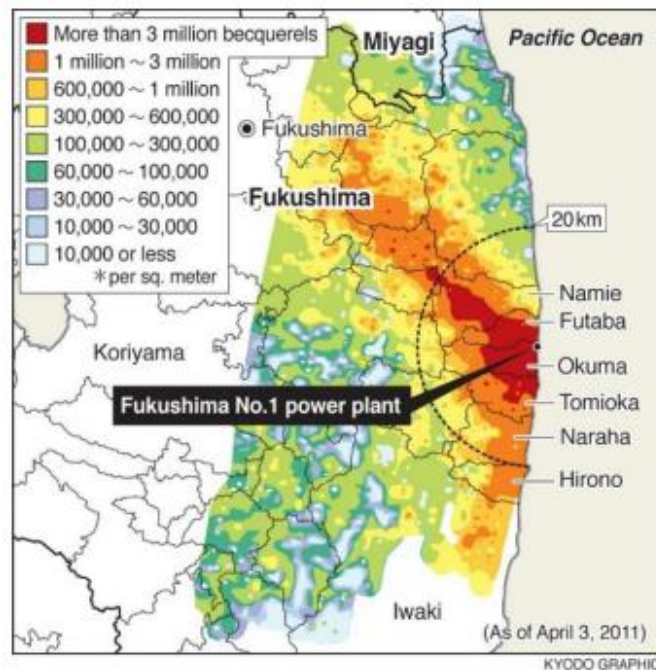 More than 3 million becquerels
1 million ~ 3 million
600,000 ~ 1 million
300,000 ~ 600,000
100,000 ~ 300,000
60,000 ~ 100,000
30,000 ~ 60,000
10,000 ~ 30,000
10,000 or less
*per sq. meter
Miyagi
Pacific Ocean
Fukushima
Fukushima
20 km
Namie
Futaba
Koriyama
Okuma
Fukushima No.1 power plant
Tomioka
Naraha
Hirono
Iwaki
(As of April 3, 2011)
KYODO GRAPHIC